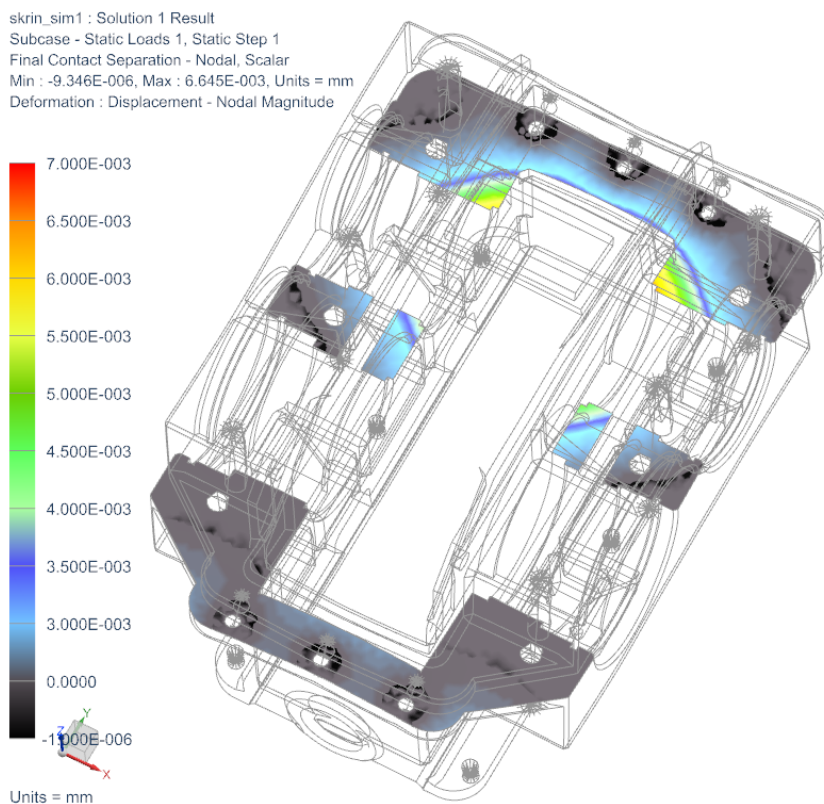 skrin_sim1 : Solution 1 Result
Subcase - Static Loads 1, Static Step 1
Final Contact Separation - Nodal, Scalar
Min : -9.346E-006, Max : 6.645E-003, Units = mm
Deformation : Displacement - Nodal Magnitude
7.000E-003
6.500E-003
6.000E-003
5.500E-003
5.000E-003
4.500E-003
4.000E-003
3.500E-003
3.000E-003
0.0000
-1.000E-006
Z
Y
X
Units = mm